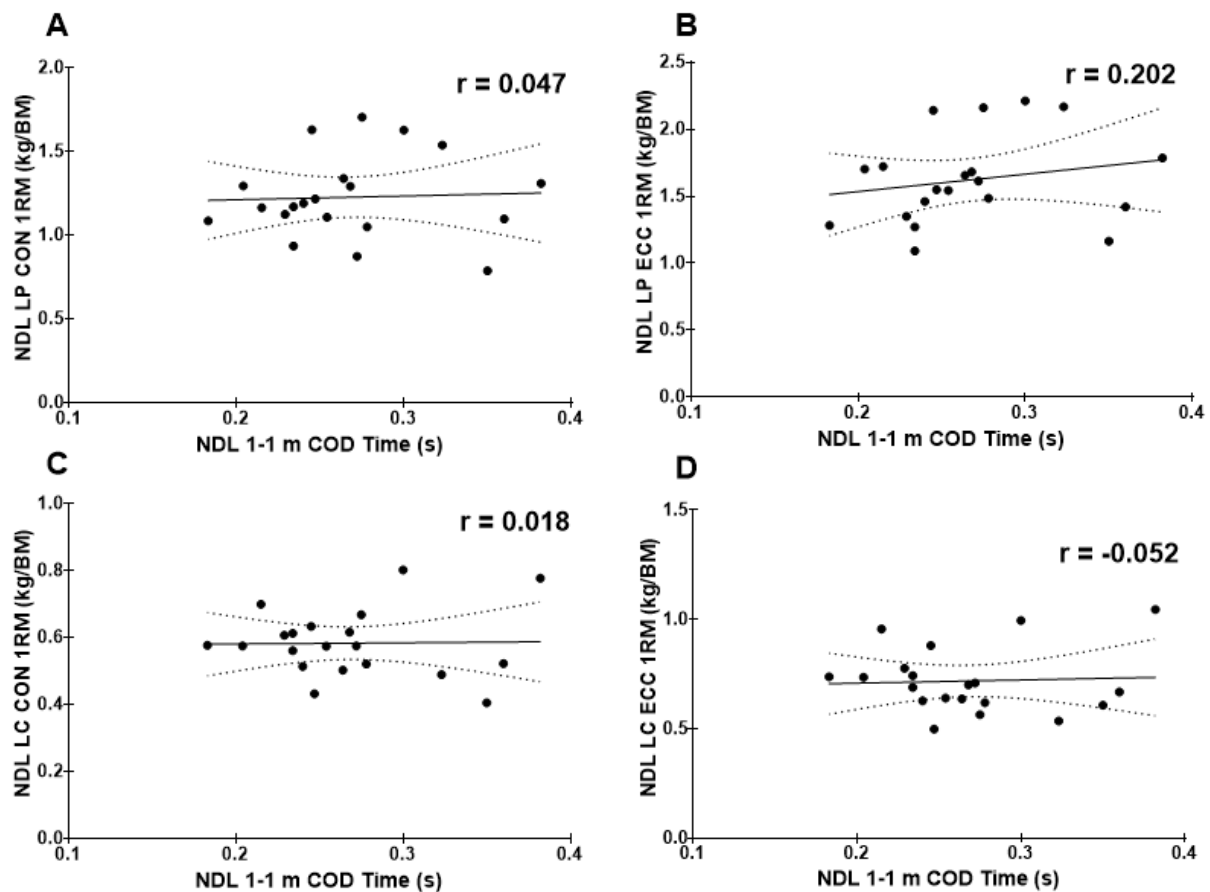 A
r = 0.047
NDL LP CON 1RM (kg/BM)
2.0
1.5
1.0
0.5
0.0
0.1
0.2
0.3
0.4
NDL 1-1 m COD Time (s)
B
r = 0.202
NDL LP ECC 1RM (kg/BM)
2.5
2.0
1.5
1.0
0.5
0.0
0.1
0.2
0.3
0.4
NDL 1-1 m COD Time (s)
C
r = 0.018
NDL LC CON 1RM (kg/BM)
1.0
0.8
0.6
0.4
0.2
0.0
0.1
0.2
0.3
0.4
NDL 1-1 m COD Time (s)
D
r = -0.052
NDL LC ECC 1RM (kg/BM)
1.5
1.0
0.5
0.0
0.1
0.2
0.3
0.4
NDL 1-1 m COD Time (s)